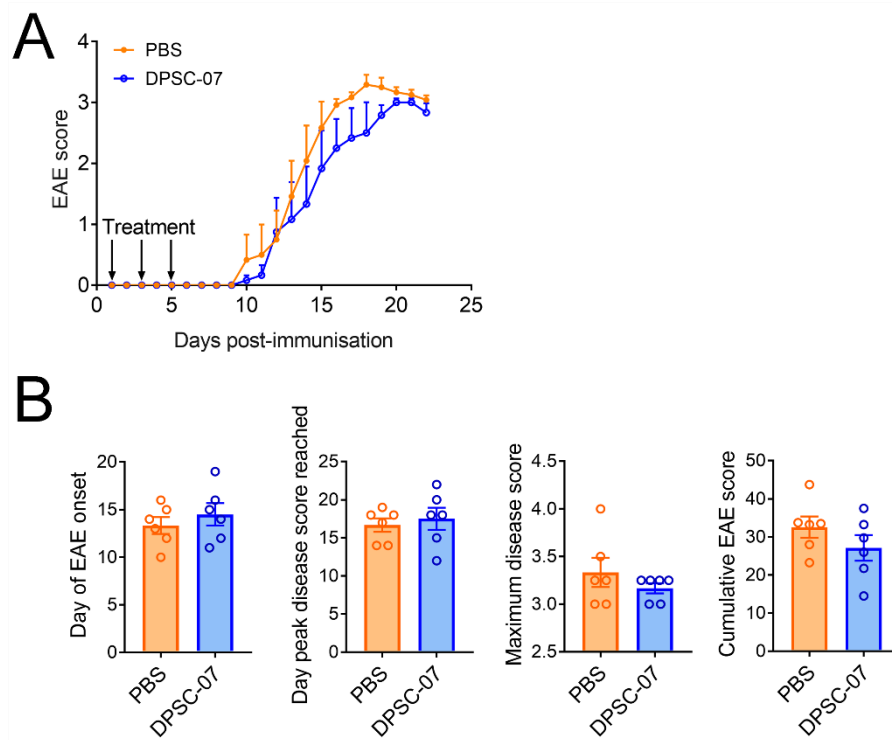 A
PBS
DPSC-07
EAE score
4
3
2
1
0
Treatment
0 5 10 15 20 25
Days post-immunisation
B
Day of EAE onset
20
15
10
5
0
PBS
DPSC-07
Day peak disease score reached
25
20
15
10
5
0
PBS
DPSC-07
Maximum disease score
4.5
4.0
3.5
3.0
2.5
PBS
DPSC-07
Cumulative EAE score
50
40
30
20
10
0
PBS
DPSC-07